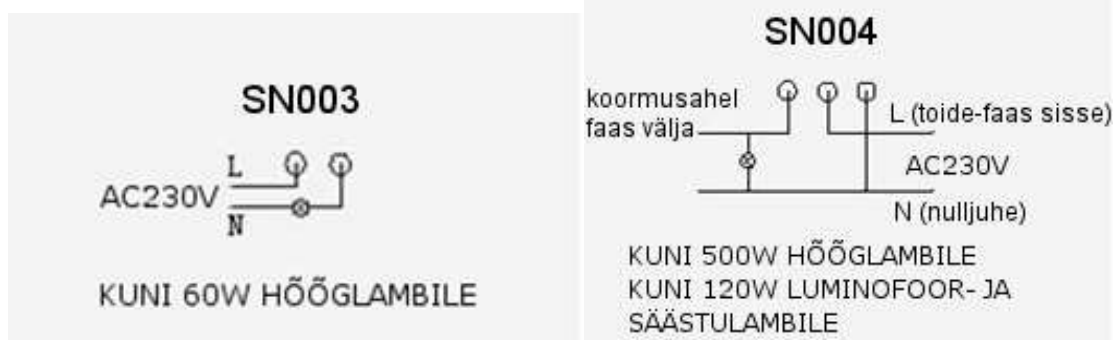 SN003
L
AC230V
N
KUNI 60W HÕÕGLAMBILE
SN004
koormusahel
faas välja
L (toide-faas sisse)
AC230V
N (nulljuhe)
KUNI 500W HÕÕGLAMBILE
KUNI 120W LUMINOFOOR- JA
SÄÄSTULAMBILE